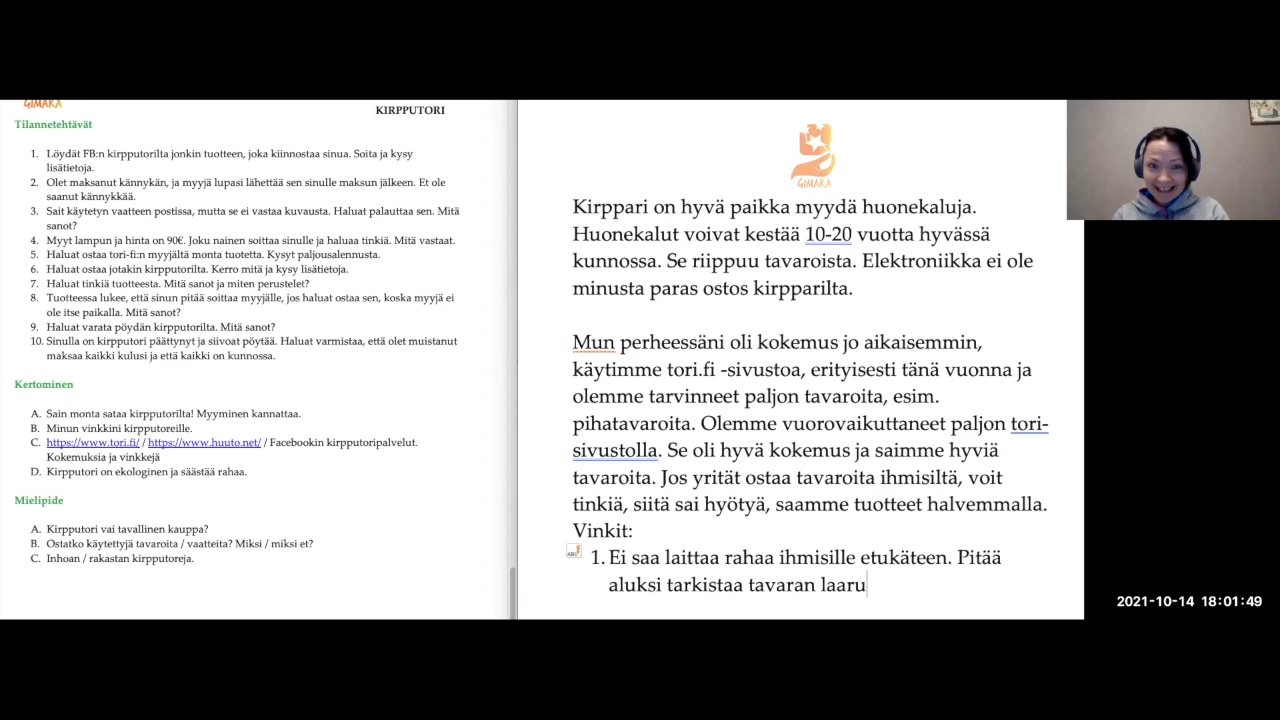 GIMARA
KIRPPUTORI
Tilannetehtävät
1. Löydät FB:n kirpputorilta jonkin tuotteen, joka kiinnostaa sinua. Soita ja kysy
lisätietoja.
2. Olet maksanut kännykän, ja myyjä lupasi lähettää sen sinulle maksun jälkeen. Et ole
saanut kännykkää.
3. Sait käytetyn vaatteen postissa, mutta se ei vastaa kuvausta. Haluat palauttaa sen. Mitä
sanot?
4. Myyt lampun ja hinta on 90€. Joku nainen soittaa sinulle ja haluaa tinkiä. Mitä vastaat.
5. Haluat ostaa tori-fi:n myyjältä monta tuotetta. Kysyt paljousalennusta.
6. Haluat ostaa jotakin kirpputorilta. Kerro mitä ja kysy lisätietoja.
7. Haluat tinkiä tuotteesta. Mitä sanot ja miten perustelet?
8. Tuotteessa lukee, että sinun pitää soittaa myyjälle, jos haluat ostaa sen, koska myyjä ei
ole itse paikalla. Mitä sanot?
9. Haluat varata pöydän kirpputorilta. Mitä sanot?
10. Sinulla on kirpputori päättynyt ja siivoat pöytää. Haluat varmistaa, että olet muistanut
maksaa kaikki kulusi ja että kaikki on kunnossa.
Kertominen
A. Sain monta sataa kirpputorilta! Myyminen kannattaa.
B. Minun vinkkini kirpputoreille.
C. https://www.tori.fi/ / https://www.huuto.net/ / Facebookin kirpputoripalvelut.
Kokemuksia ja vinkkejä
D. Kirpputori on ekologinen ja säästää rahaa.
Mielipide
A. Kirpputori vai tavallinen kauppa?
B. Ostatko käytettyjä tavaroita / vaatteita? Miksi / miksi et?
C. Inhoan / rakastan kirpputoreja.
GIMARA
Kirppari on hyvä paikka myydä huonekaluja.
Huonekalut voivat kestää 10-20 vuotta hyvässä
kunnossa. Se riippuu tavaroista. Elektroniikka ei ole
minusta paras ostos kirpparilta.
Mun perheessäni oli kokemus jo aikaisemmin,
käytimme tori.fi -sivustoa, erityisesti tänä vuonna ja
olemme tarvinneet paljon tavaroita, esim.
pihatavaroita. Olemme vuorovaikuttaneet paljon tori-
sivustolla. Se oli hyvä kokemus ja saimme hyviä
tavaroita. Jos yrität ostaa tavaroita ihmisiltä, voit
tinkiä, siitä sai hyötyä, saamme tuotteet halvemmalla.
Vinkit:
1. Ei saa laittaa rahaa ihmisille etukäteen. Pitää
aluksi tarkistaa tavaran laaru
2021-10-14 18:01:49